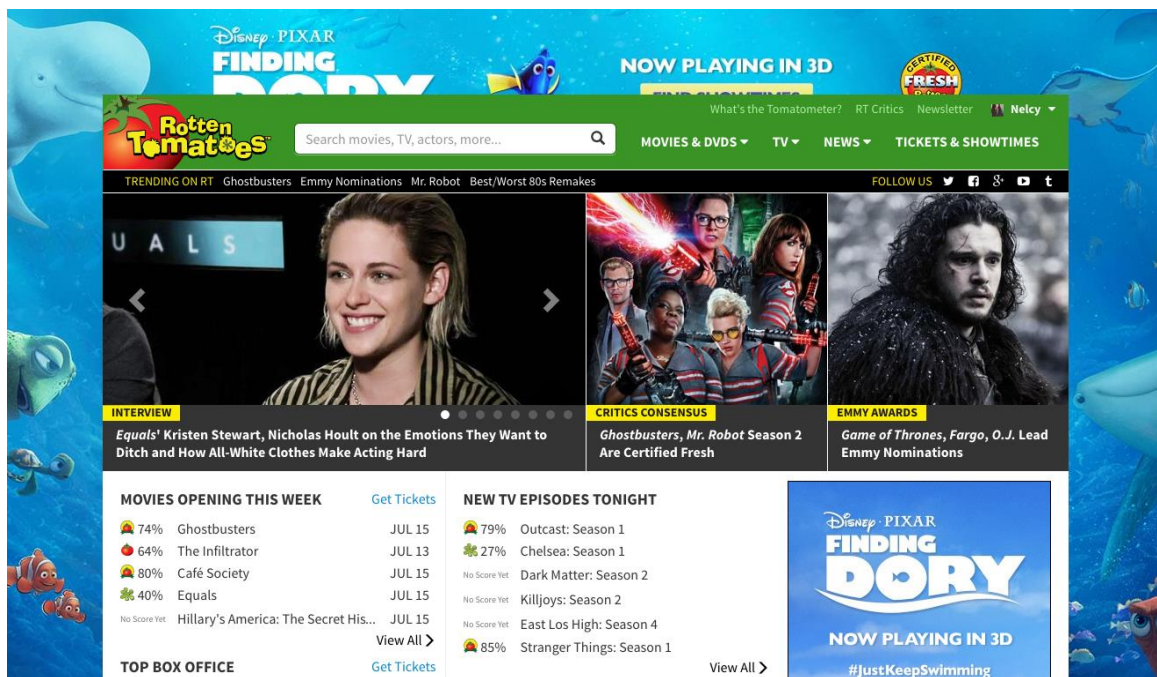 Disney · PIXAR
FINDING
DORY
NOW PLAYING IN 3D
FIND SHOWTIMES
CERTIFIED
FRESH
What's the Tomatometer? RT Critics Newsletter Nelcy
Rotten
Tomatoes
Search movies, TV, actors, more...
MOVIES & DVDS TV NEWS TICKETS & SHOWTIMES
TRENDING ON RT Ghostbusters Emmy Nominations Mr. Robot Best/Worst 80s Remakes
FOLLOW US
UALS
INTERVIEW
Equals' Kristen Stewart, Nicholas Hoult on the Emotions They Want to
Ditch and How All-White Clothes Make Acting Hard
CRITICS CONSENSUS
Ghostbusters, Mr. Robot Season 2
Are Certified Fresh
EMMY AWARDS
Game of Thrones, Fargo, O.J. Lead
Emmy Nominations
MOVIES OPENING THIS WEEK Get Tickets
74% Ghostbusters JUL 15
64% The Infiltrator JUL 13
80% Café Society JUL 15
40% Equals JUL 15
No Score Yet Hillary's America: The Secret His... JUL 15
View All
TOP BOX OFFICE Get Tickets
NEW TV EPISODES TONIGHT
79% Outcast: Season 1
27% Chelsea: Season 1
No Score Yet Dark Matter: Season 2
No Score Yet Killjoys: Season 2
No Score Yet East Los High: Season 4
85% Stranger Things: Season 1
View All
Disney · PIXAR
FINDING
DORY
NOW PLAYING IN 3D
#JustKeepSwimming